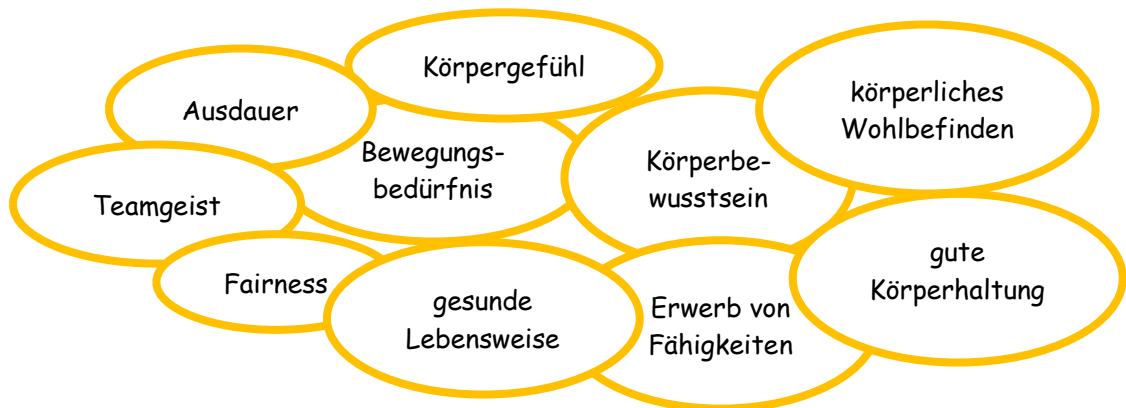 Körpergefühl
körperliches
Wohlbefinden
Ausdauer
Bewegungs-
bedürfnis
Körperbe-
wusstsein
Teamgeist
gute
Körperhaltung
Fairness
gesunde
Lebensweise
Erwerb von
Fähigkeiten